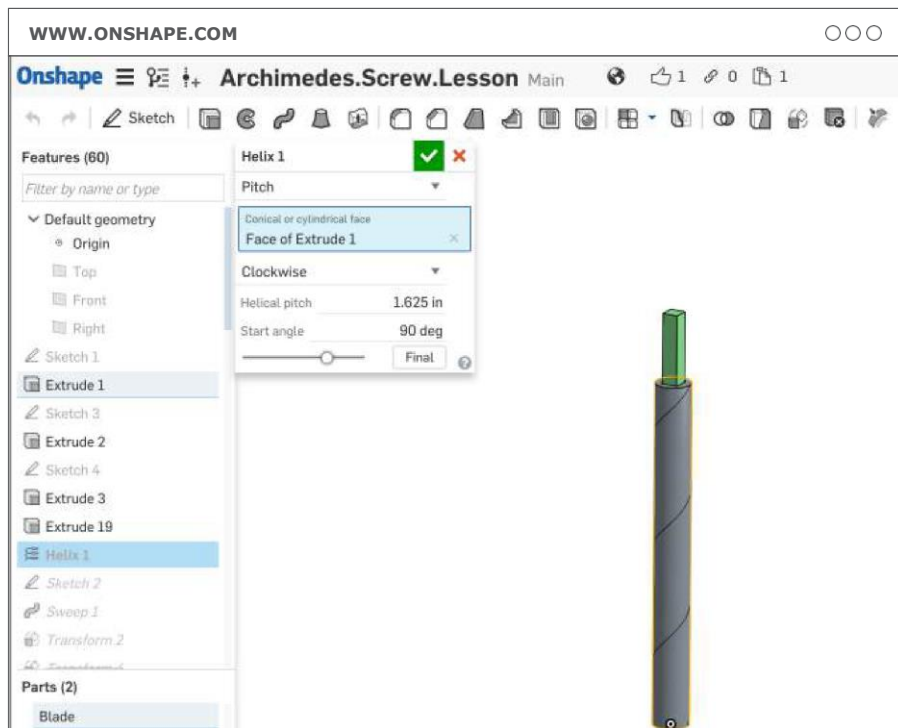 WWW.ONSHAPE.COM
Onshape Archimedes.Screw.Lesson Main 1 0 1
Sketch
Features (60)
Filter by name or type
Default geometry
Origin
Top
Front
Right
Sketch 1
Extrude 1
Sketch 3
Extrude 2
Sketch 4
Extrude 3
Extrude 19
Helix 1
Sketch 2
Sweep 1
Transform 2
Parts (2)
Blade
Helix 1
Pitch
Conical or cylindrical face
Face of Extrude 1
Clockwise
Helical pitch 1.625 in
Start angle 90 deg
Final